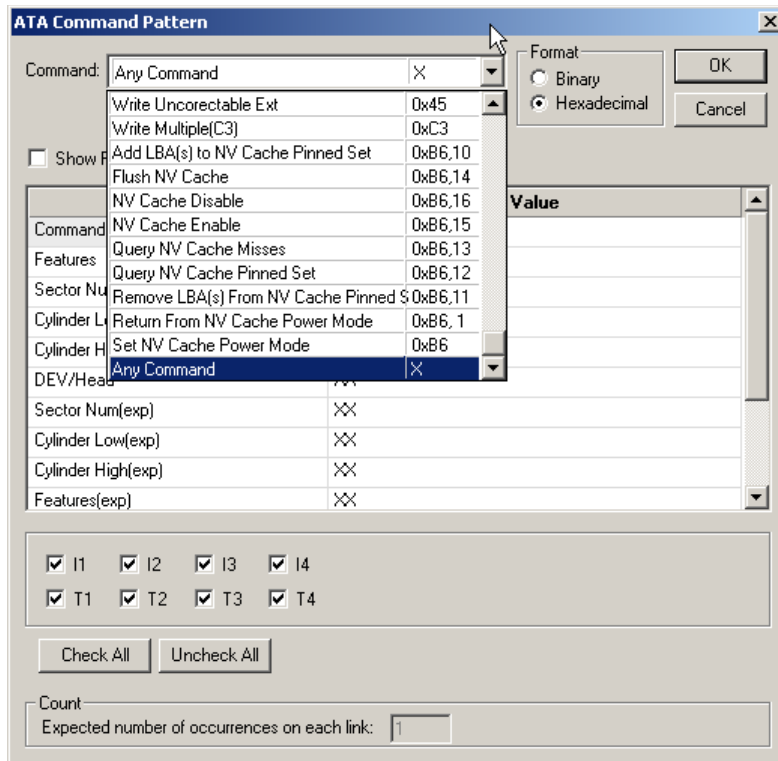 ATA Command Pattern
Command: Any Command X
Format
Binary
Hexadecimal
OK
Cancel
Write Uncorectable Ext 0x45
Write Multiple(C3) 0xC3
Add LBA(s) to NV Cache Pinned Set 0xB6,10
Flush NV Cache 0xB6,14
NV Cache Disable 0xB6,16
NV Cache Enable 0xB6,15
Query NV Cache Misses 0xB6,13
Query NV Cache Pinned Set 0xB6,12
Remove LBA(s) From NV Cache Pinned S 0xB6,11
Return From NV Cache Power Mode 0xB6, 1
Set NV Cache Power Mode 0xB6
Any Command X
Show
Value
Command
Features
Sector Nu
Cylinder L
Cylinder H
DEV/Head XX
Sector Num(exp) XX
Cylinder Low(exp) XX
Cylinder High(exp) XX
Features(exp) XX
I1 I2 I3 I4
T1 T2 T3 T4
Check All Uncheck All
Count
Expected number of occurrences on each link: 1